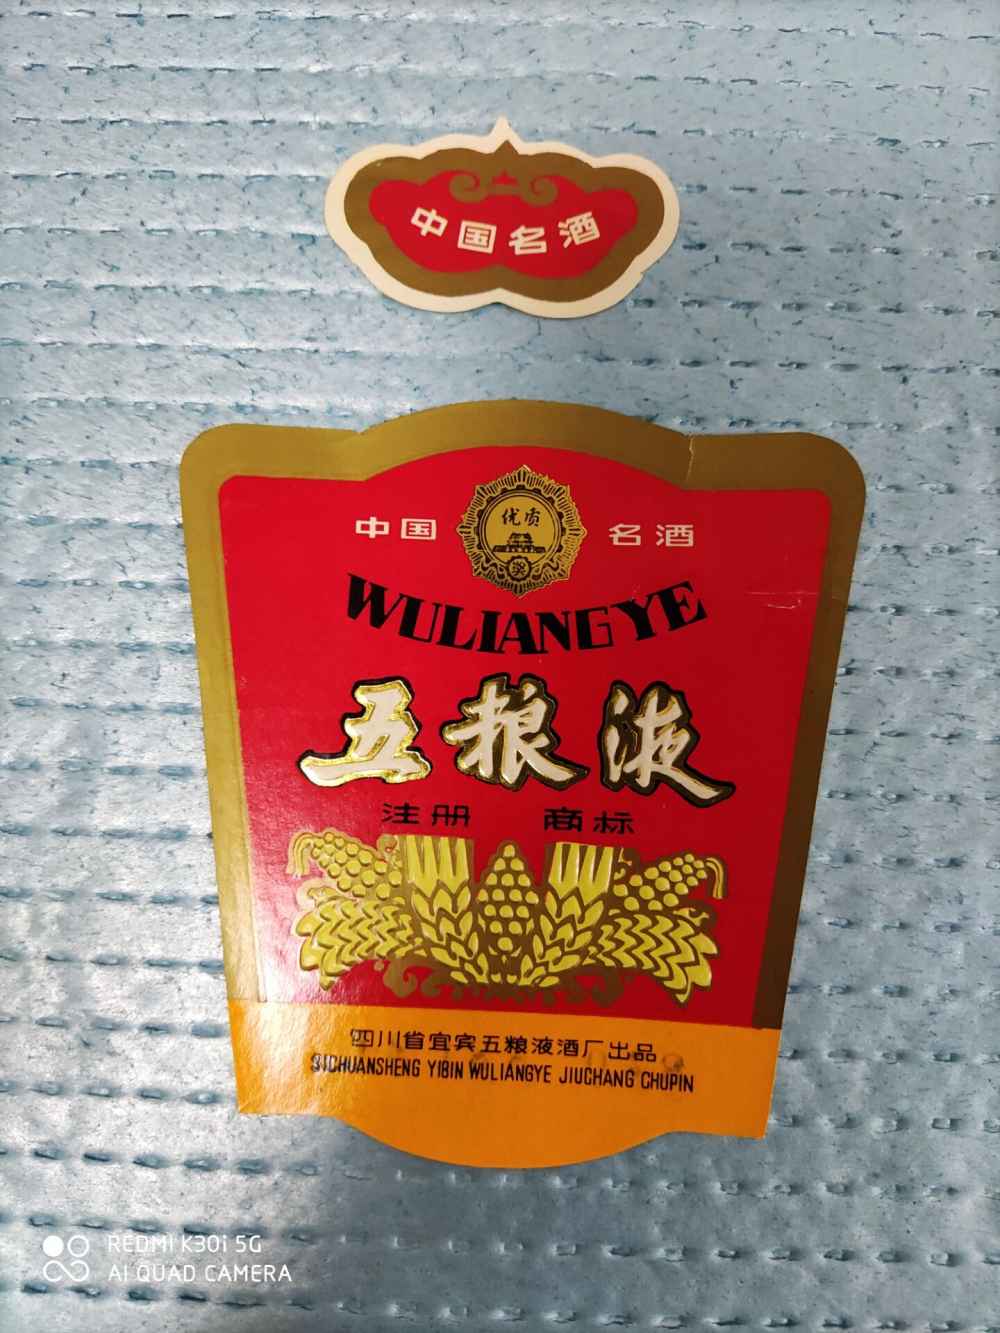 中国名酒
中国 优质 名酒
奖
WULIANGYE
五粮液
注册 商标
四川省宜宾五粮液酒厂出品
SICHUANSHENG YIBIN WULIANGYE JIUCHANG CHUPIN
REDMI K30i 5G
AI QUAD CAMERA